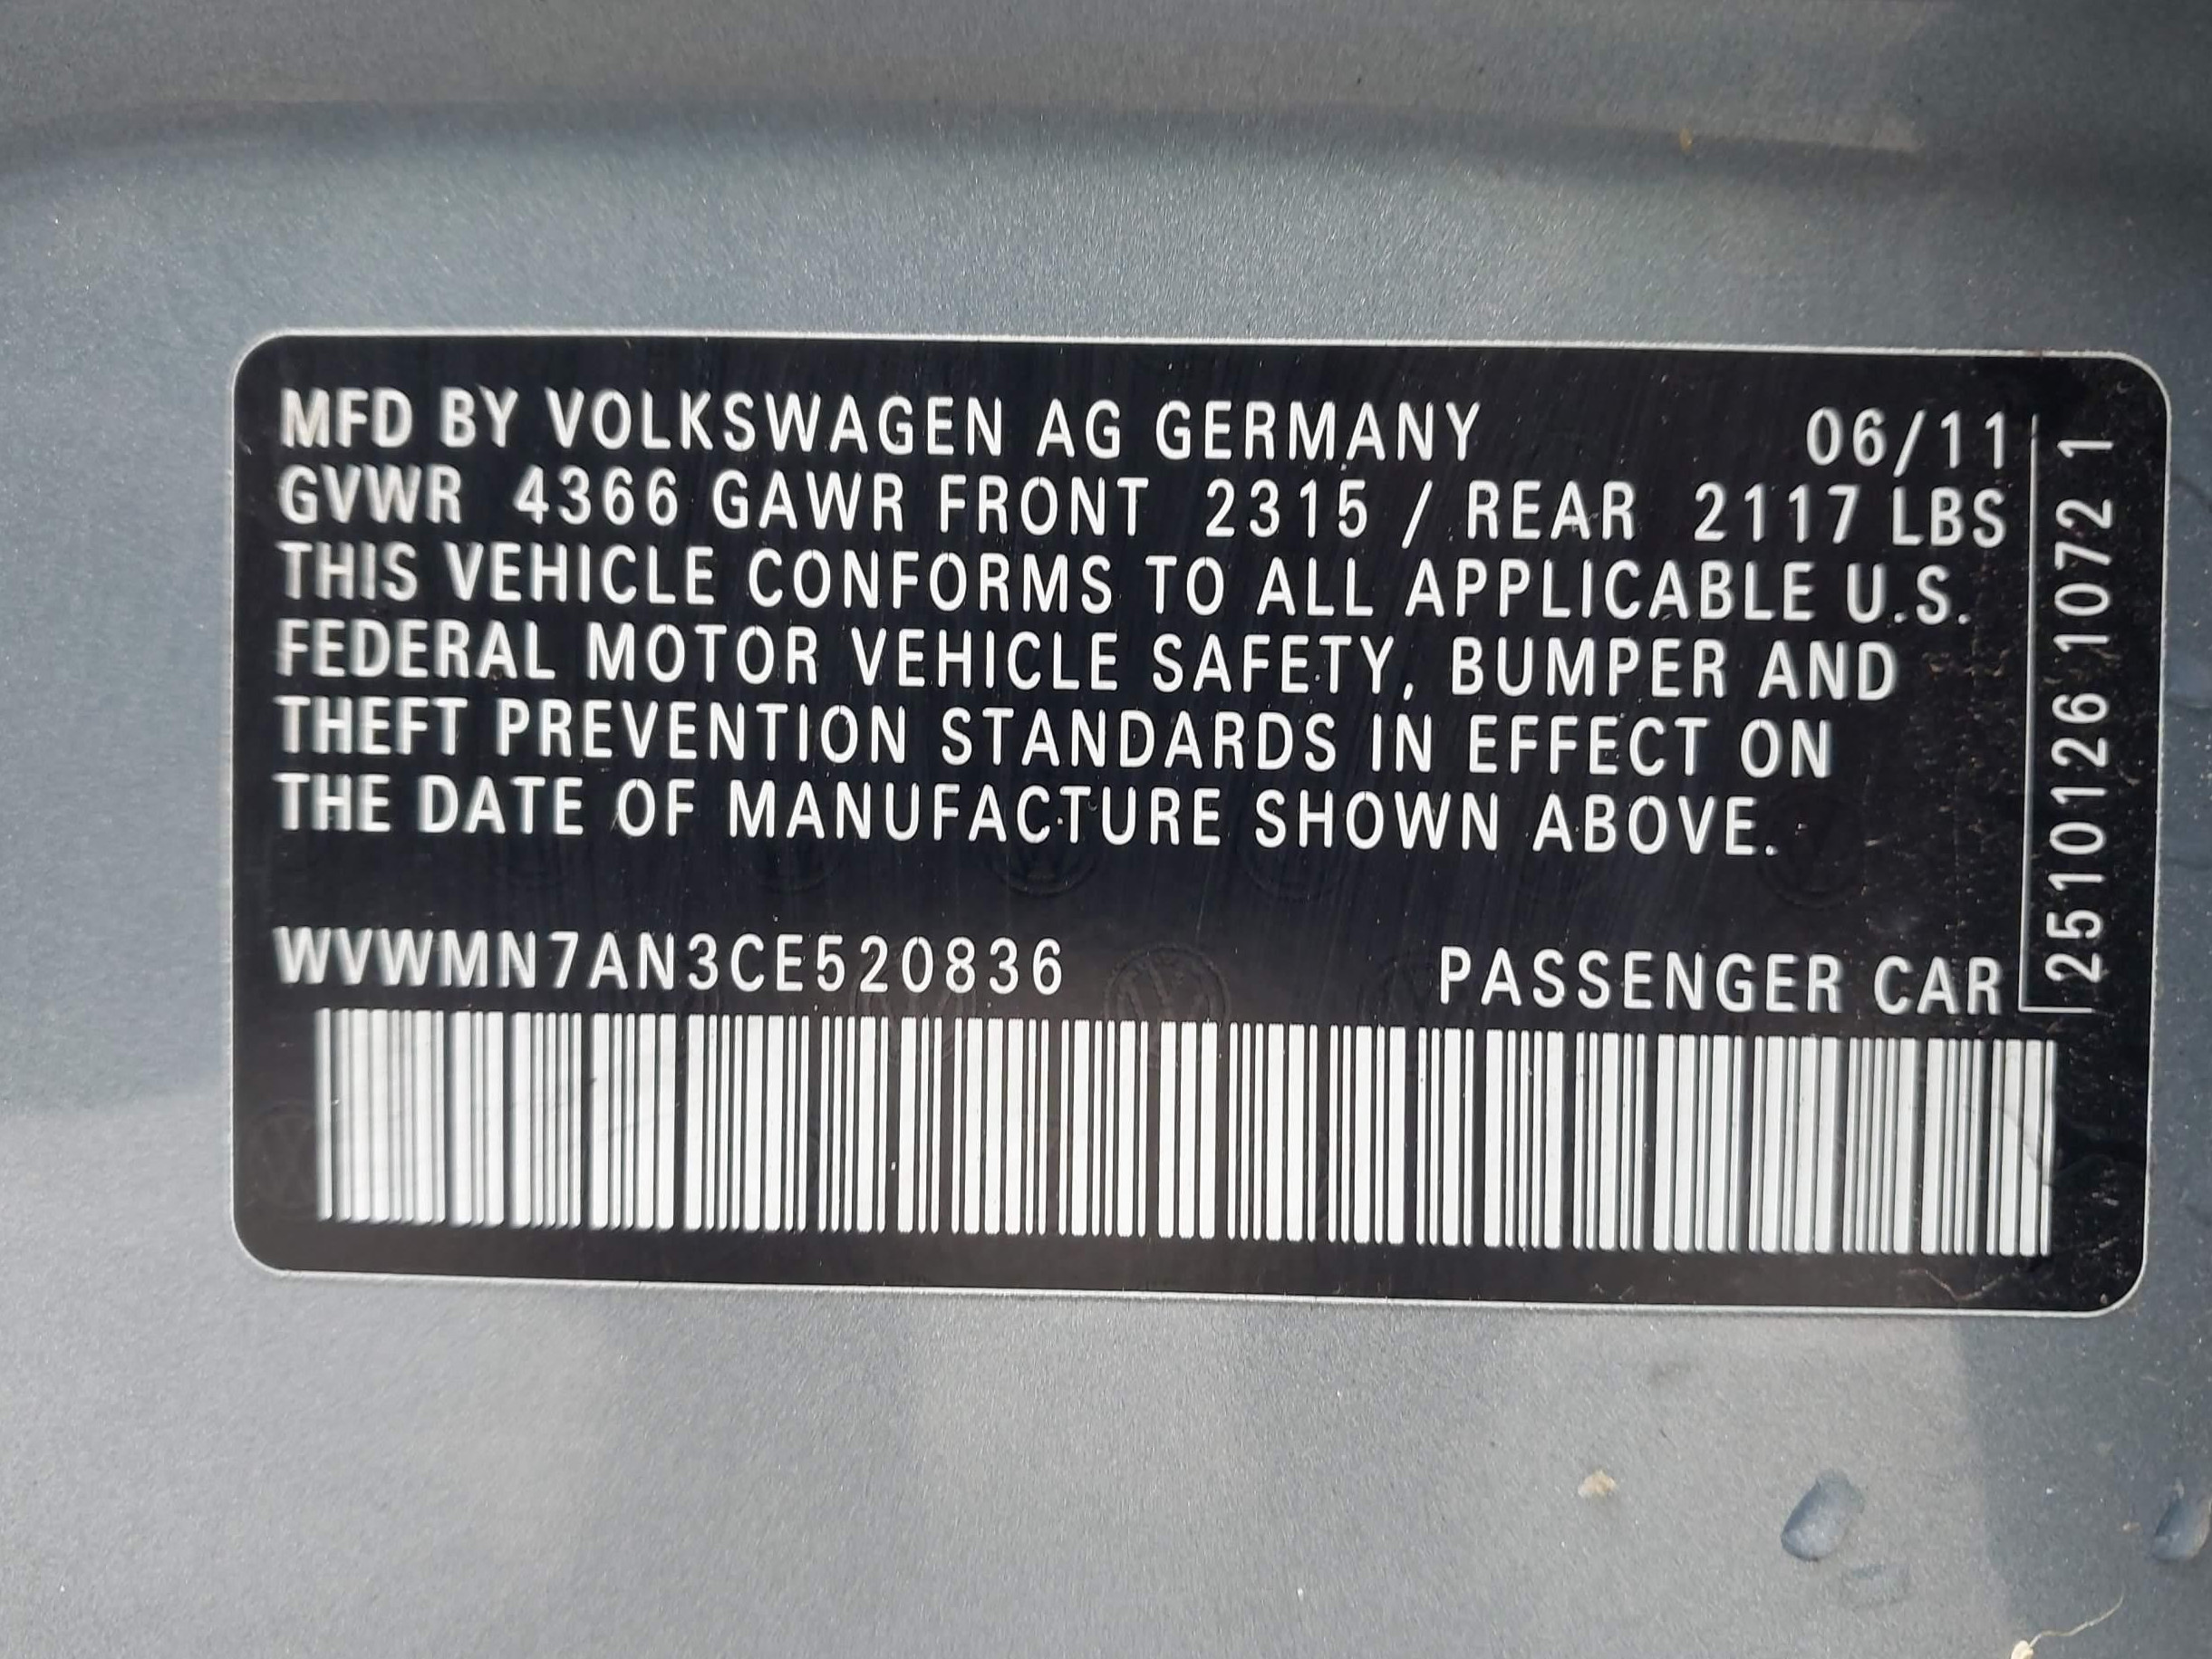 MFD BY VOLKSWAGEN AG GERMANY 06/11
GVWR 4366 GAWR FRONT 2315 / REAR 2117 LBS
THIS VEHICLE CONFORMS TO ALL APPLICABLE U.S.
FEDERAL MOTOR VEHICLE SAFETY, BUMPER AND
THEFT PREVENTION STANDARDS IN EFFECT ON
THE DATE OF MANUFACTURE SHOWN ABOVE.
WVWMN7AN3CE520836 PASSENGER CAR
2510126 1072 1